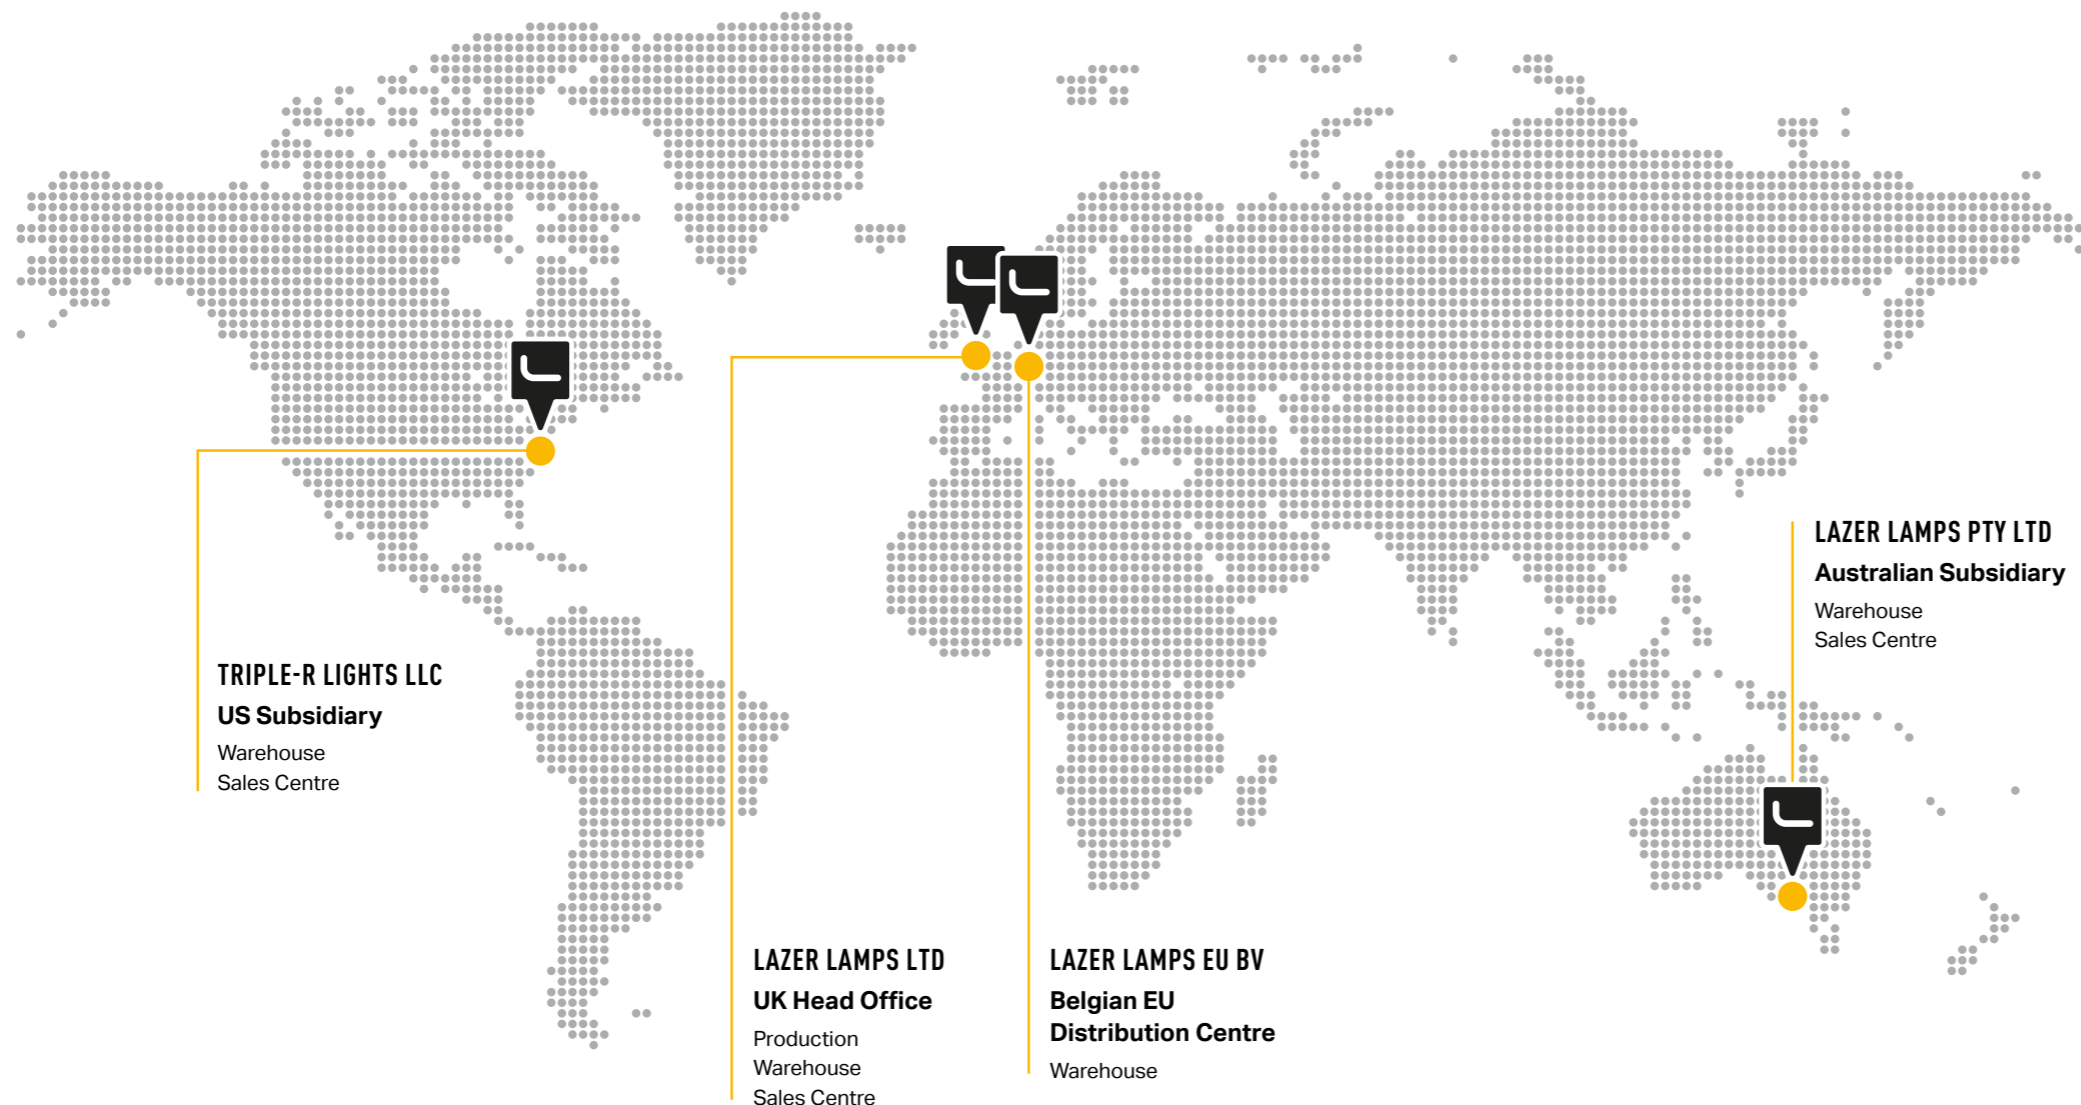 TRIPLE-R LIGHTS LLC
US Subsidiary
Warehouse
Sales Centre
LAZER LAMPS LTD
UK Head Office
Production
Warehouse
Sales Centre
LAZER LAMPS EU BV
Belgian EU
Distribution Centre
Warehouse
LAZER LAMPS PTY LTD
Australian Subsidiary
Warehouse
Sales Centre